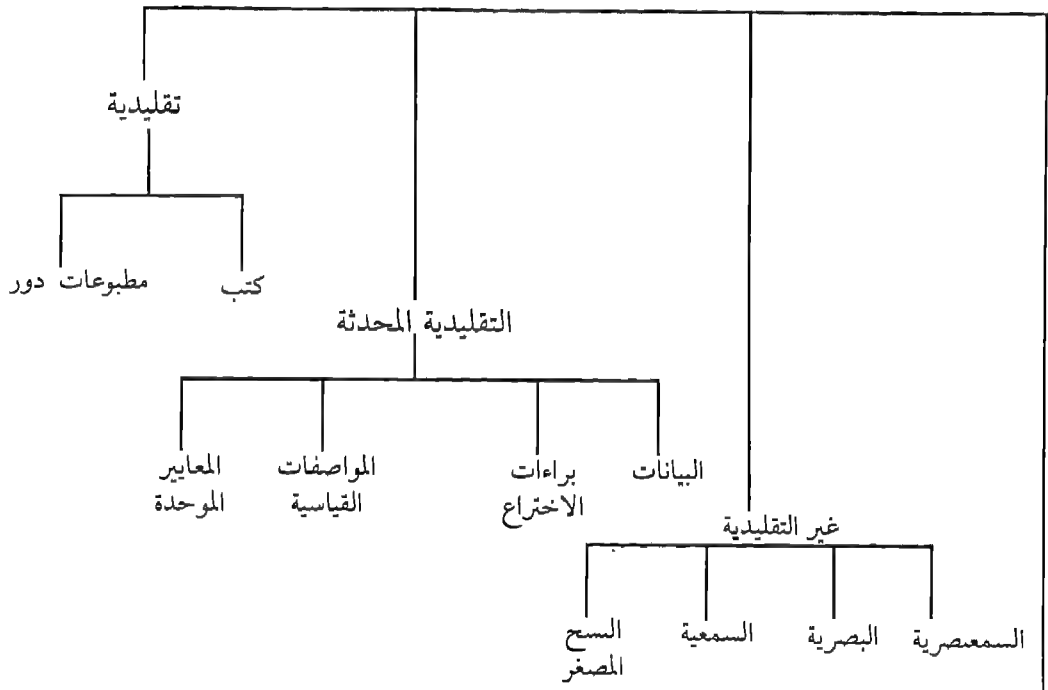 تقليدية
كتب
مطبوعات دور
التقليدية المحدثة
البيانات
براءات
الاختراع
المواصفات
القياسية
المعايير
الموحدة
غير التقليدية
السمعبصرية
البصرية
السمعية
النسح
المصغر